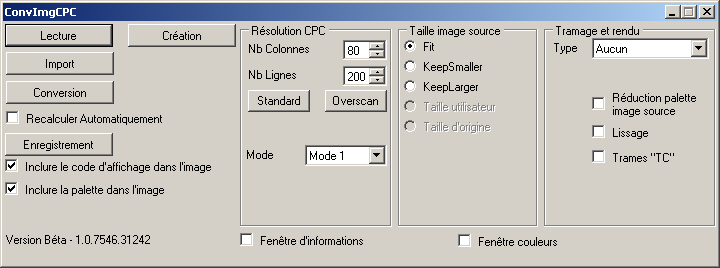 ConvImgCPC
Lecture
Création
Import
Conversion
Recalculer Automatiquement
Enregistrement
Inclure le code d'affichage dans l'image
Inclure la palette dans l'image
Version Béta - 1.0.7546.31242
Résolution CPC
Nb Colonnes 80
Nb Lignes 200
Standard
Overscan
Mode Mode 1
Fenêtre d'informations
Taille image source
Fit
KeepSmaller
KeepLarger
Taille utilisateur
Taille d'origine
Fenêtre couleurs
Tramage et rendu
Type Aucun
Réduction palette
image source
Lissage
Trames "TC"